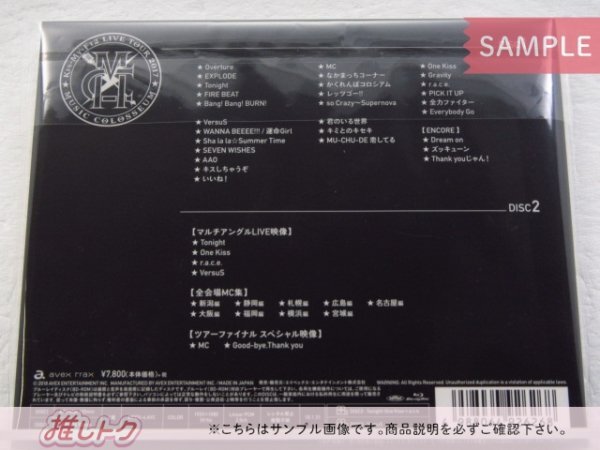 SAMPLE
Kis-My-Ft2 LIVE TOUR 2017
MUSIC COLOSSEUM
★ Overture
★ EXPLODE
★ Tonight
★ FIRE BEAT
★ Bang! Bang! BURN!
★ VersuS
★ WANNA BEEEE!!! / 運命Girl
★ Sha la la☆Summer Time
★ SEVEN WISHES
★ AAO
★ キスしちゃうぞ
★ いいね!
★ MC
★ なかまっちコーナー
★ かくれんぼコロシアム
★ レッツゴー!!
★ so Crazy~Supernova
★ 君のいる世界
★ キミとのキセキ
★ MU-CHU-DE 恋してる
★ One Kiss
★ Gravity
★ r.a.c.e.
★ PICK IT UP
★ 全力ファイター
★ Everybody Go
[ENCORE]
★ Dream on
★ ズッキューン
★ Thank youじゃん!
DISC2
【マルチアングルLIVE映像】
★ Tonight
★ One Kiss
★ r.a.c.e.
★ VersuS
【全会場MC集】
★ 新潟編 ★ 静岡編 ★ 札幌編 ★ 広島編 ★ 名古屋編
★ 大阪編 ★ 福岡編 ★ 横浜編 ★ 宮城編
【ツアーファイナル スペシャル映像】
★ MC ★ Good-bye,Thank you
avex trax ¥7,800(本体価格)+税
推しトク
※こちらはサンプル画像です。商品説明を必ずご確認ください